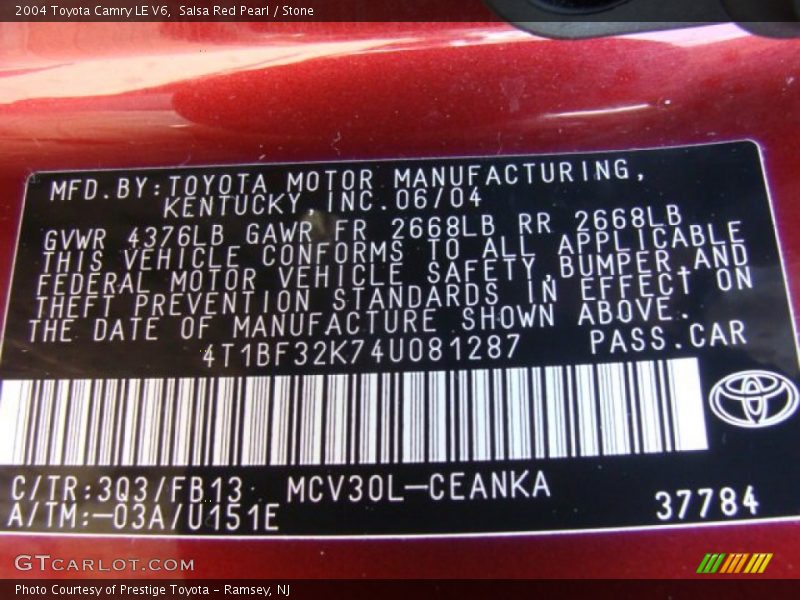 2004 Toyota Camry LE V6,  Salsa Red Pearl / Stone
MFD.BY:TOYOTA MOTOR MANUFACTURING,
KENTUCKY, INC.06/04
GVWR 4376LB GAWR FR 2668LB RR 2668LB
THIS VEHICLE CONFORMS TO ALL APPLICABLE
FEDERAL MOTOR VEHICLE SAFETY,BUMPER,AND
THEFT PREVENTION STANDARDS IN EFFECT ON
THE DATE OF MANUFACTURE SHOWN ABOVE.
4T1BF32K74U081287 PASS.CAR
C/TR:3Q3/FB13 MCV30L-CEANKA
A/TM:-03A/U151E 37784
GTCARLOT.COM
Photo Courtesy of Prestige Toyota - Ramsey, NJ